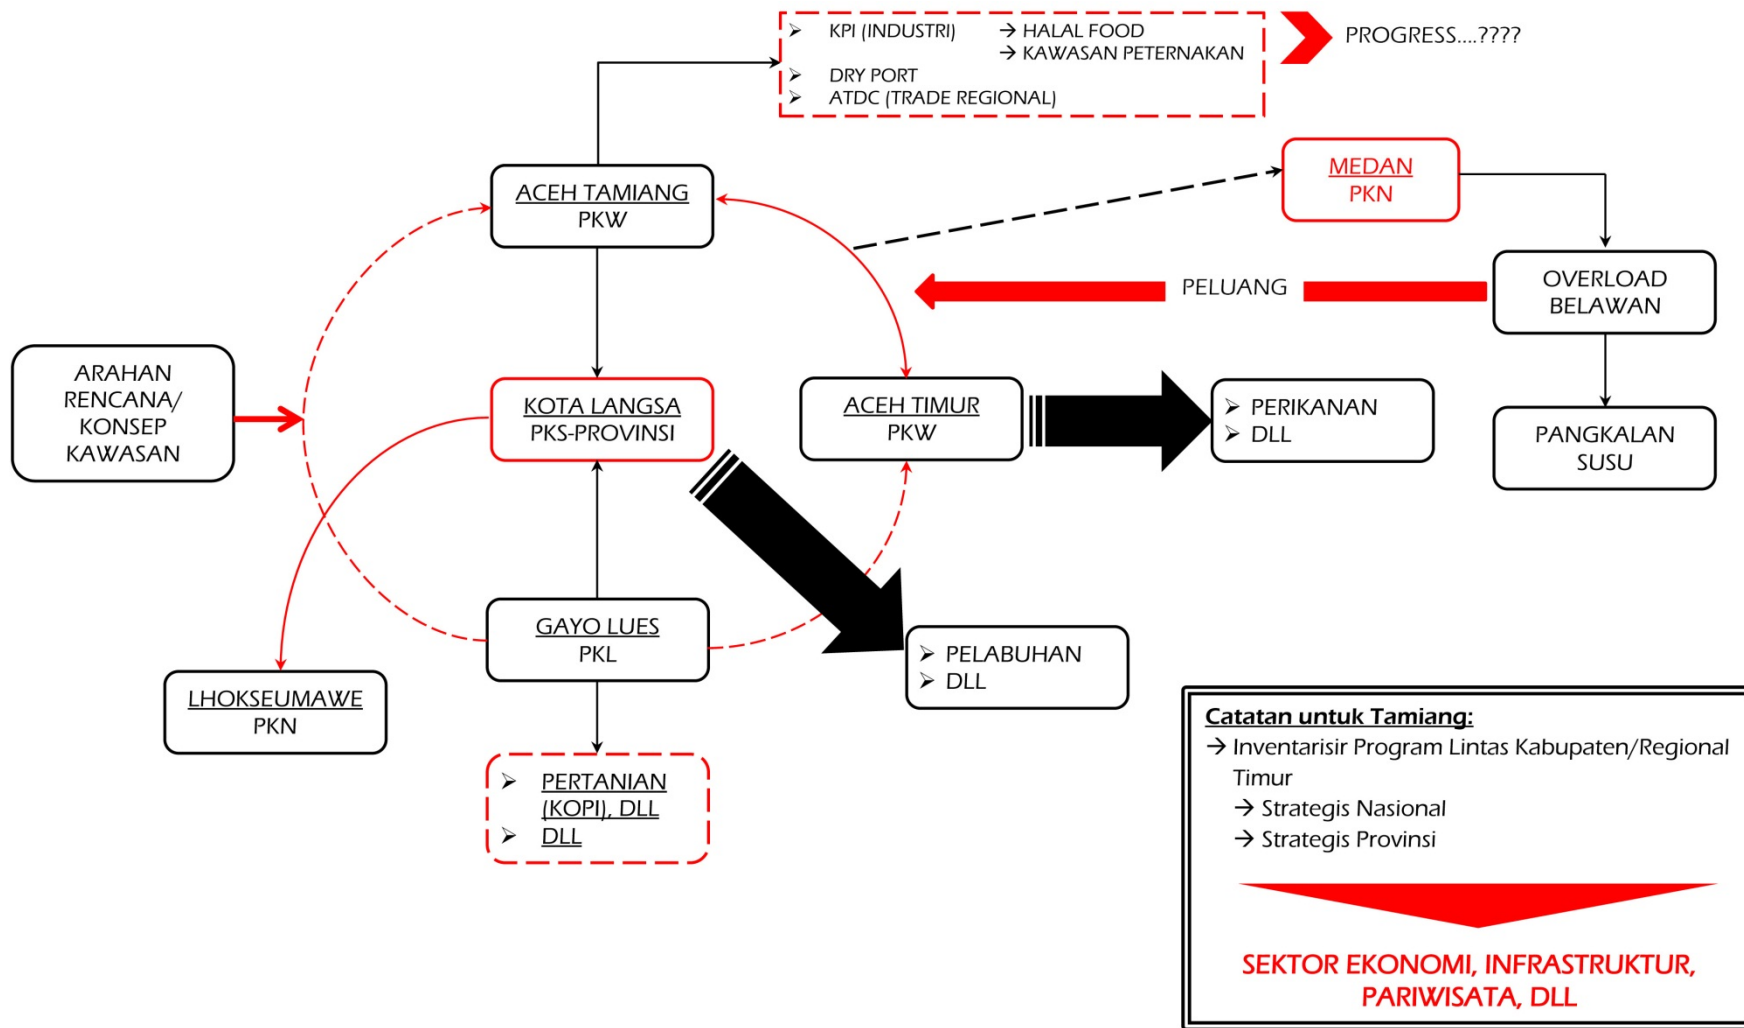 ➢ KPI (INDUSTRI) → HALAL FOOD
→ KAWASAN PETERNAKAN
➢ DRY PORT
➢ ATDC (TRADE REGIONAL)
PROGRESS....????
MEDAN
PKN
ACEH TAMIANG
PKW
OVERLOAD
BELAWAN
PELUANG
ARAHAN
RENCANA/
KONSEP
KAWASAN
KOTA LANGSA
PKS-PROVINSI
ACEH TIMUR
PKW
➢ PERIKANAN
➢ DLL
PANGKALAN
SUSU
GAYO LUES
PKL
➢ PELABUHAN
➢ DLL
LHOKSEUMAWE
PKN
➢ PERTANIAN
(KOPI), DLL
➢ DLL
Catatan untuk Tamiang:
→ Inventarisir Program Lintas Kabupaten/Regional
Timur
→ Strategis Nasional
→ Strategis Provinsi
SEKTOR EKONOMI, INFRASTRUKTUR,
PARIWISATA, DLL